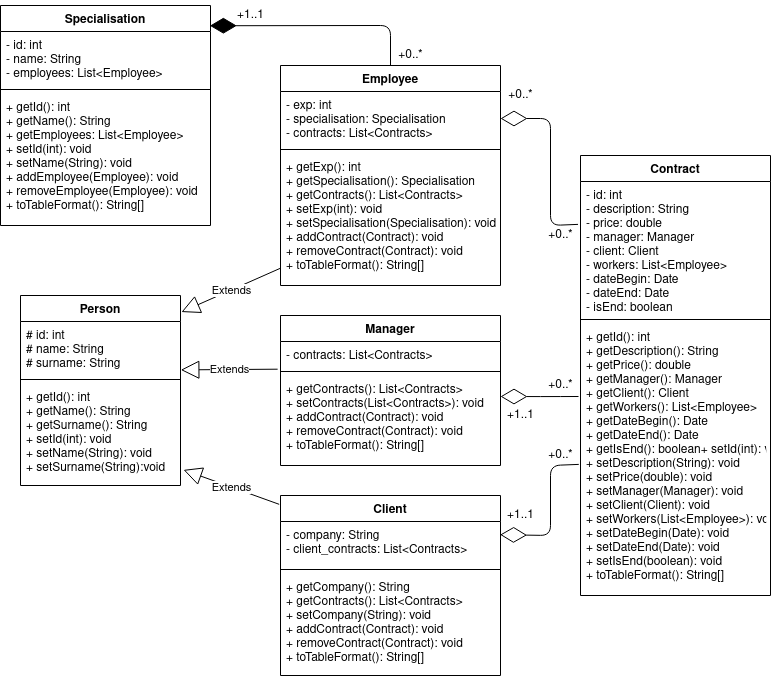 Specialisation
- id: int
- name: String
- employees: List<Employee>
+ getId(): int
+ getName(): String
+ getEmployees: List<Employee>
+ setId(int): void
+ setName(String): void
+ addEmployee(Employee): void
+ removeEmployee(Employee): void
+ toTableFormat(): String[]
+1..1
+0..*
Employee
- exp: int
- specialisation: Specialisation
- contracts: List<Contracts>
+ getExp(): int
+ getSpecialisation(): Specialisation
+ getContracts(): List<Contracts>
+ setExp(int): void
+ setSpecialisation(Specialisation): void
+ addContract(Contract): void
+ removeContract(Contract): void
+ toTableFormat(): String[]
+0..*
+0..*
Contract
- id: int
- description: String
- price: double
- manager: Manager
- client: Client
- workers: List<Employee>
- dateBegin: Date
- dateEnd: Date
- isEnd: boolean
+ getId(): int
+ getDescription(): String
+ getPrice(): double
+ getManager(): Manager
+ getClient(): Client
+ getWorkers(): List<Employee>
+ getDateBegin(): Date
+ getDateEnd(): Date
+ getIsEnd(): boolean+ setId(int):
+ setDescription(String): void
+ setPrice(double): void
+ setManager(Manager): void
+ setClient(Client): void
+ setWorkers(List<Employee>):
+ setDateBegin(Date): void
+ setDateEnd(Date): void
+ setIsEnd(boolean): void
+ toTableFormat(): String[]
Extends
Person
# id: int
# name: String
# surname: String
+ getId(): int
+ getName(): String
+ getSurname(): String
+ setId(int): void
+ setName(String): void
+ setSurname(String):void
Extends
Manager
- contracts: List<Contracts>
+ getContracts(): List<Contracts>
+ setContracts(List<Contracts>): void
+ addContract(Contract): void
+ removeContract(Contract): void
+ toTableFormat(): String[]
+0..*
+1..1
Extends
Client
- company: String
- client_contracts: List<Contracts>
+ getCompany(): String
+ getContracts(): List<Contracts>
+ setCompany(String): void
+ addContract(Contract): void
+ removeContract(Contract): void
+ toTableFormat(): String[]
+0..*
+1..1